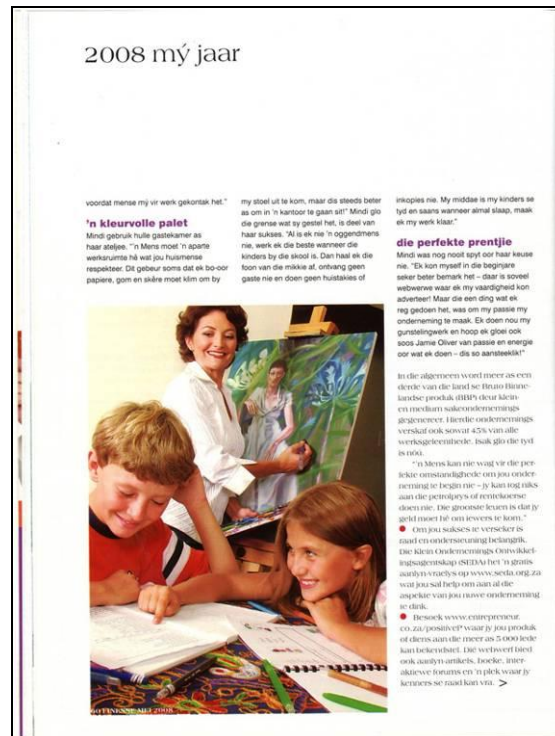 2008 mý jaar
voordat mense mý vir werk gekontak het."
'n kleurvolle palet
Mindi gebruik hulle gastekamer as
haar ateljee. "'n Mens moet 'n aparte
werksruimte hê wat jou huismense
respekteer. Dit gebeur soms dat ek bo-oor
papiere, gom en skêre moet klim om by
my stoel uit te kom, maar dis steeds beter
as om in 'n kantoor te gaan sit!" Mindi glo
die grense wat sy gestel het, is deel van
haar sukses. "Al is ek nie 'n oggendmens
nie, werk ek die beste wanneer die
kinders by die skool is. Dan haal ek die
foon van die mikkie af, ontvang geen
gaste nie en doen geen huistakies of
inkopies nie. My middae is my kinders se
tyd en saans wanneer almal slaap, maak
ek my werk klaar."
die perfekte prentjie
Mindi was nog nooit spyt oor haar keuse
nie. "Ek kon myself in die beginjare
seker beter bemark het – daar is soveel
webwerwe waar ek my vaardigheid kon
adverteer! Maar die een ding wat ek
reg gedoen het, was om my passie my
onderneming te maak. Ek doen nou my
gunstelingwerk en hoop ek gloei ook
soos Jamie Oliver van passie en energie
oor wat ek doen – dis so aansteeklik!"
In die algemeen word meer as een
derde van die land se Bruto Binne-
landse produk (BBP) deur klein-
en medium sakeondernemings
gegenereer. Hierdie ondernemings
verskaf ook sowat 45% van alle
werksgeleenthede. Isak glo die tyd
is nóú.
"'n Mens kan nie wag vir die per-
fekte omstandighede om jou onder-
neming te begin nie – jy kan tog niks
aan die petrolprys of rentekoerse
doen nie. Die grootste leuen is dat jy
geld moet hê om iewers te kom."
● Om jou sukses te verseker is
raad en ondersteuning belangrik.
Die Klein Ondernemings Ontwikkel-
ingsagentskap (SEDA) het 'n gratis
aanlyn-vraelys op www.seda.org.za
wat jou sal help om aan al die
aspekte van jou nuwe onderneming
te dink.
● Besoek www.entrepreneur.
co.za/positiveP waar jy jou produk
of diens aan die meer as 5 000 lede
kan bekendstel. Dié webwerf bied
ook aanlyn-artikels, boeke, inter-
aktiewe forums en 'n plek waar jy
kenners se raad kan vra. >
60 FINESSE MEI 2008